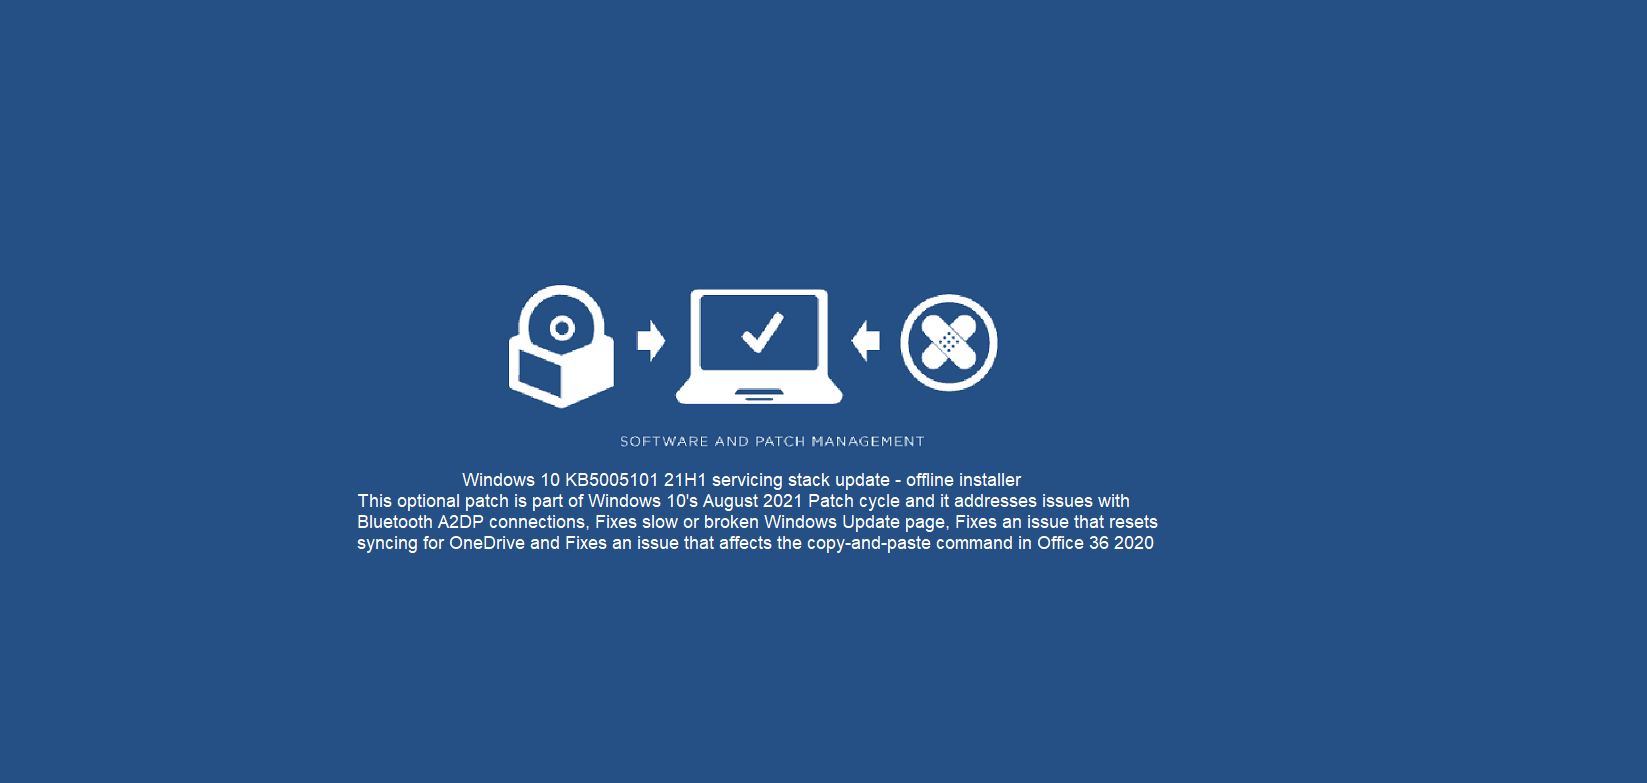 SOFTWARE AND PATCH MANAGEMENT
Windows 10 KB5005101 21H1 servicing stack update - offline installer
This optional patch is part of Windows 10's August 2021 Patch cycle and it addresses issues with
Bluetooth A2DP connections, Fixes slow or broken Windows Update page, Fixes an issue that resets
syncing for OneDrive and Fixes an issue that affects the copy-and-paste command in Office 36 2020